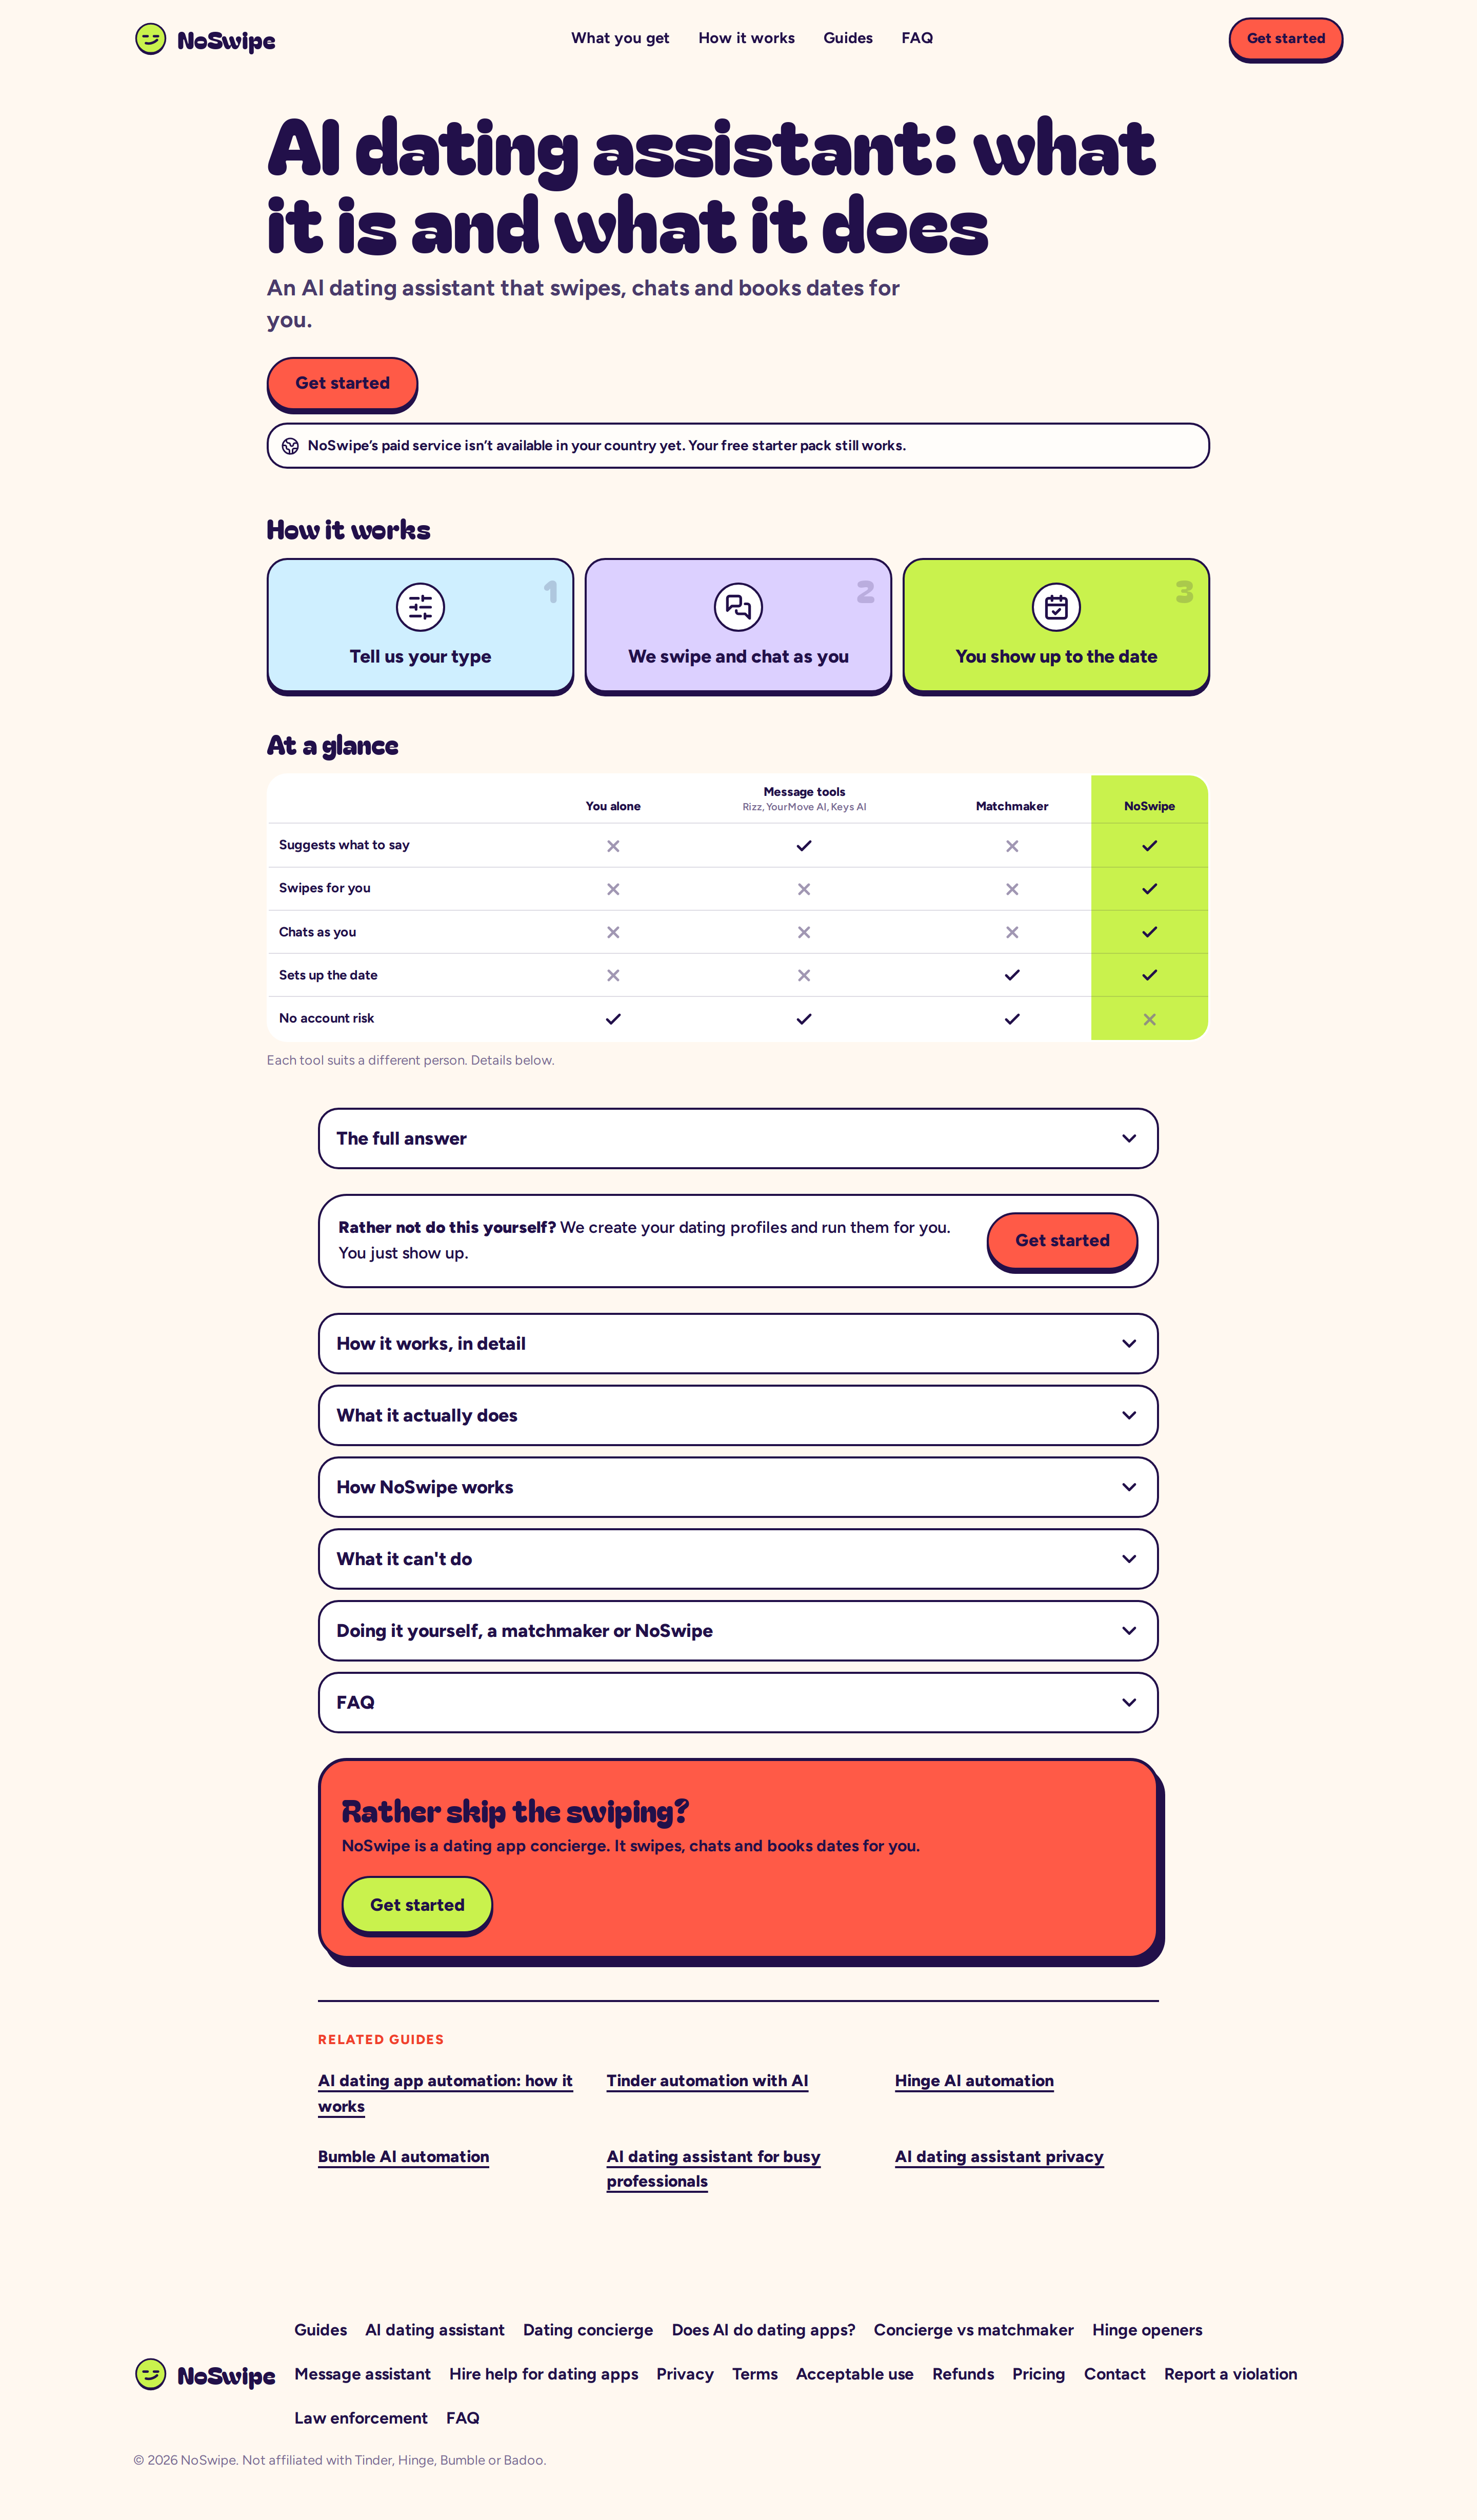 NoSwipe
What you get
How it works
Guides
FAQ
Get started
AI dating assistant: what
it is and what it does
An AI dating assistant that swipes, chats and books dates for
you.
Get started
NoSwipe’s paid service isn’t available in your country yet. Your free starter pack still works.
How it works
1
Tell us your type
2
We swipe and chat as you
3
You show up to the date
At a glance
You alone
Message tools
Rizz, YourMove AI, Keys AI
Matchmaker
NoSwipe
Suggests what to say
Swipes for you
Chats as you
Sets up the date
No account risk
Each tool suits a different person. Details below.
The full answer
Rather not do this yourself? We create your dating profiles and run them for you.
You just show up.
Get started
How it works, in detail
What it actually does
How NoSwipe works
What it can't do
Doing it yourself, a matchmaker or NoSwipe
FAQ
Rather skip the swiping?
NoSwipe is a dating app concierge. It swipes, chats and books dates for you.
Get started
RELATED GUIDES
AI dating app automation: how it
works
Tinder automation with AI
Hinge AI automation
Bumble AI automation
AI dating assistant for busy
professionals
AI dating assistant privacy
NoSwipe
Guides AI dating assistant Dating concierge Does AI do dating apps? Concierge vs matchmaker Hinge openers
Message assistant Hire help for dating apps Privacy Terms Acceptable use Refunds Pricing Contact Report a violation
Law enforcement FAQ
© 2026 NoSwipe. Not affiliated with Tinder, Hinge, Bumble or Badoo.